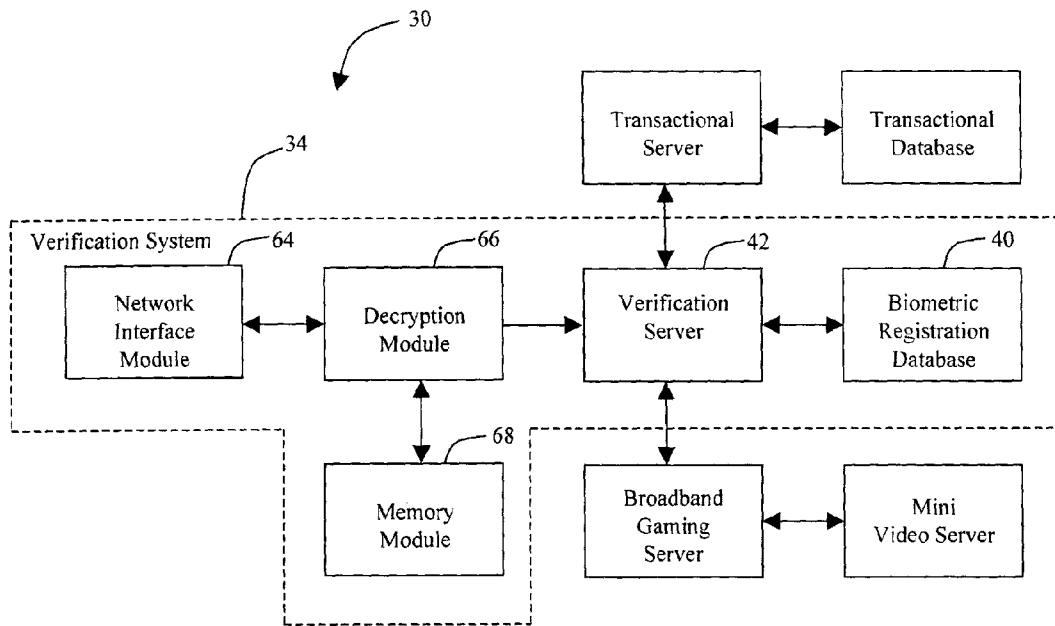 30
Transactional
Server
Transactional
Database
34
Verification System
64
66
42
40
Network
Interface
Module
Decryption
Module
Verification
Server
Biometric
Registration
Database
68
Memory
Module
Broadband
Gaming
Server
Mini
Video Server